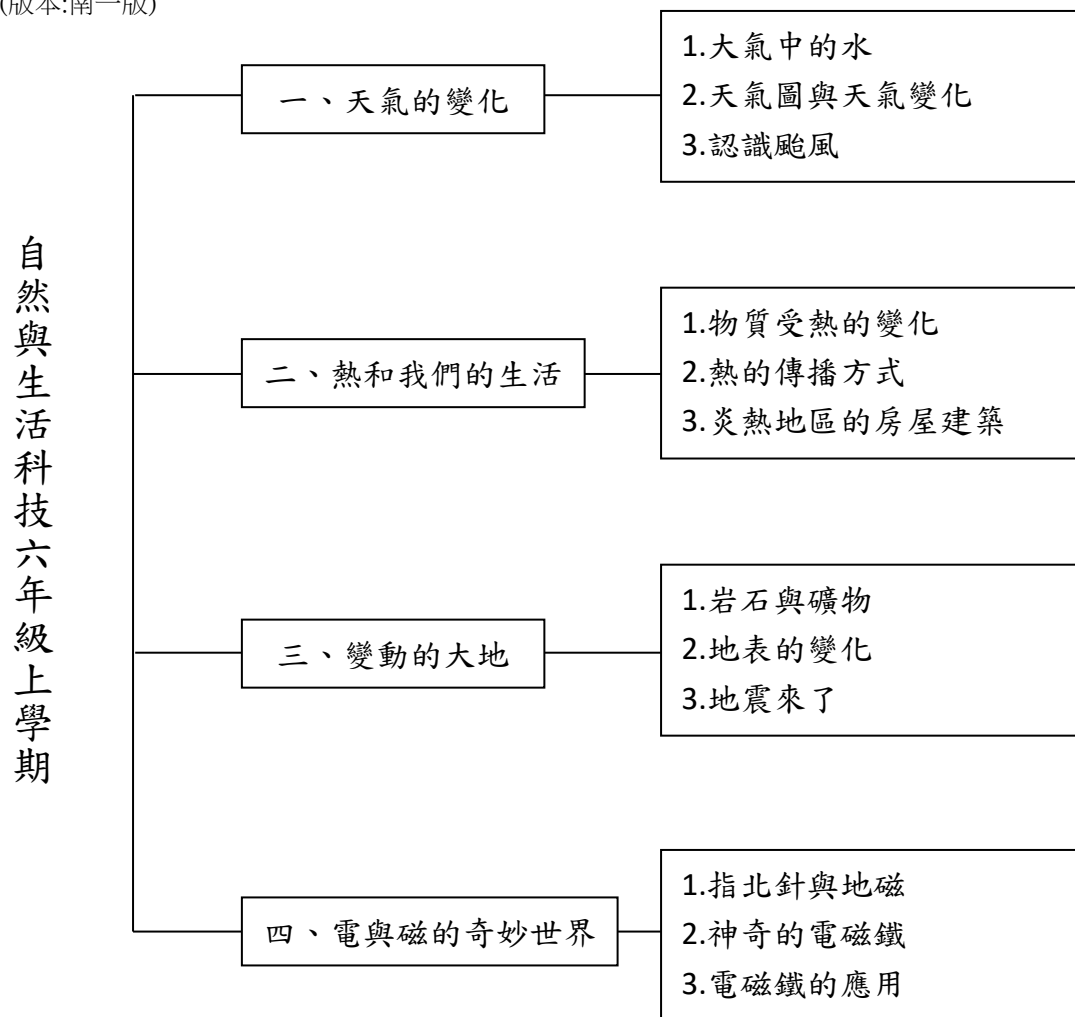 (版本:南一版)
自然與生活科技六年級上學期
一、天氣的變化
1.大氣中的水
2.天氣圖與天氣變化
3.認識颱風
二、熱和我們的生活
1.物質受熱的變化
2.熱的傳播方式
3.炎熱地區的房屋建築
三、變動的大地
1.岩石與礦物
2.地表的變化
3.地震來了
四、電與磁的奇妙世界
1.指北針與地磁
2.神奇的電磁鐵
3.電磁鐵的應用